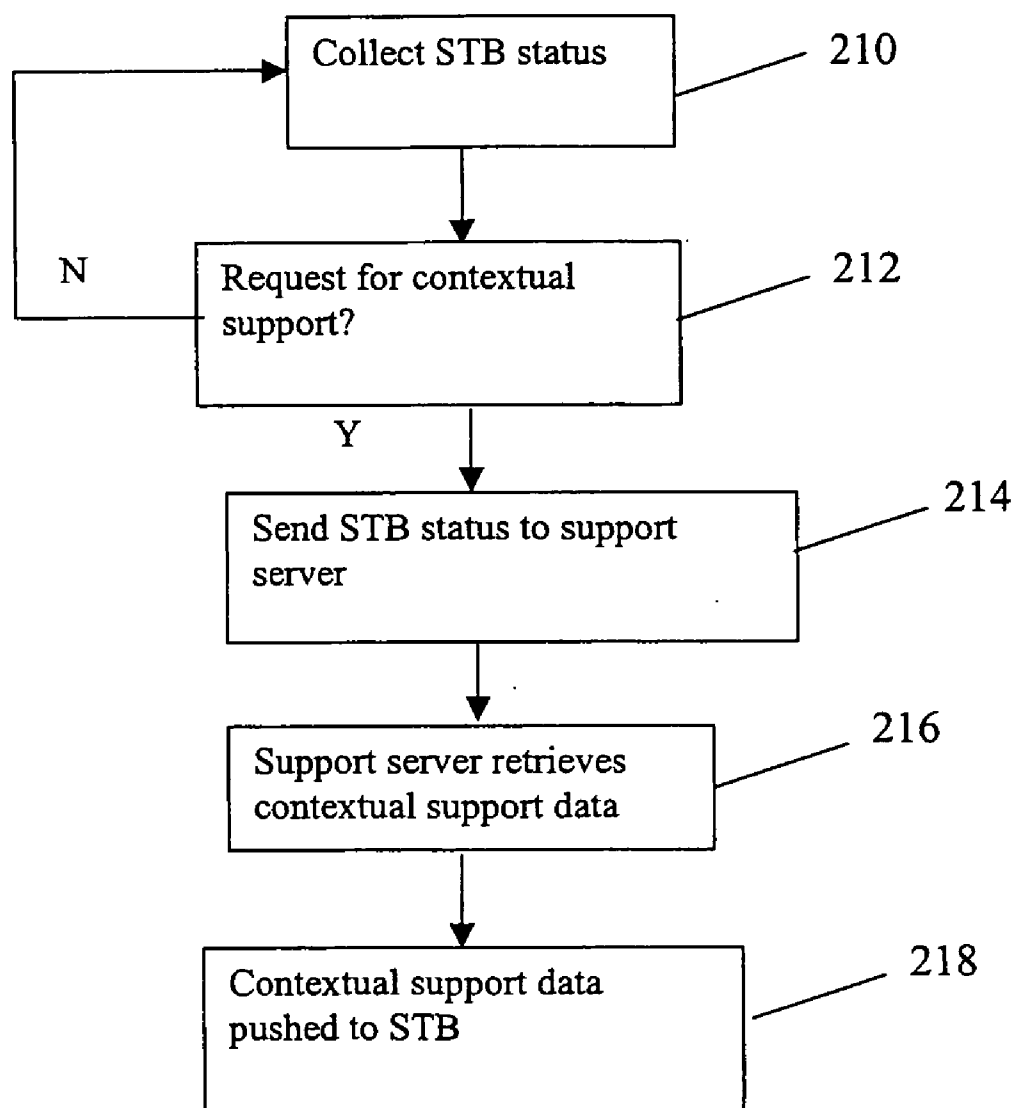 Collect STB status
210
N
Request for contextual
support?
212
Y
Send STB status to support
server
214
Support server retrieves
contextual support data
216
Contextual support data
pushed to STB
218